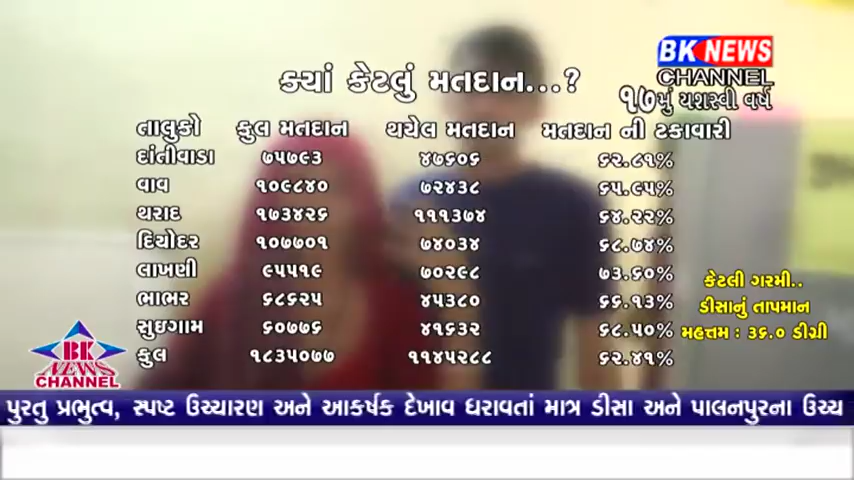 BK NEWS
CHANNEL
૧૭મું યશસ્વી વર્ષ
ક્યાં કેટલું મતદાન...?
તાલુકો કુલ મતદાન થયેલ મતદાન મતદાન ની ટકાવારી
દાંતીવાડા ૭૫૭૯૩ ૪૭૬૦૬ ૬૨.૮૧%
વાવ ૧૦૯૮૪૦ ૭૨૪૩૮ ૬૫.૯૫%
થરાદ ૧૭૩૪૨૬ ૧૧૧૩૭૪ ૬૪.૨૨%
દિયોદર ૧૦૭૭૦૧ ૭૪૦૩૪ ૬૮.૭૪%
લાખણી ૯૫૫૧૯ ૭૦૨૯૮ ૭૩.૬૦%
ભાભર ૬૮૬૨૫ ૪૫૩૮૦ ૬૬.૧૩%
સુઇગામ ૬૦૭૭૬ ૪૧૬૩૨ ૬૮.૫૦%
કુલ ૧૮૩૫૦૭૭ ૧૧૪૫૨૮૮ ૬૨.૪૧%
કેટલી ગરમી..
ડીસાનું તાપમાન
મહત્તમ : ૩૬.૦ ડીગ્રી
BK
NEWS
CHANNEL
પુરતુ પ્રભુત્વ, સ્પષ્ટ ઉચ્ચારણ અને આકર્ષક દેખાવ ધરાવતાં માત્ર ડીસા અને પાલનપુરના ઉચ્ચ